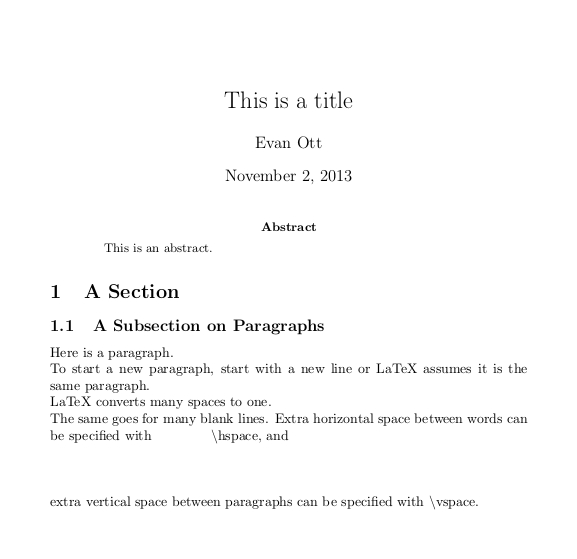 This is a title
Evan Ott
November 2, 2013
Abstract
This is an abstract.
1 A Section
1.1 A Subsection on Paragraphs
Here is a paragraph.
To start a new paragraph, start with a new line or LaTeX assumes it is the
same paragraph.
LaTeX converts many spaces to one.
The same goes for many blank lines. Extra horizontal space between words can
be specified with \hspace, and
extra vertical space between paragraphs can be specified with \vspace.